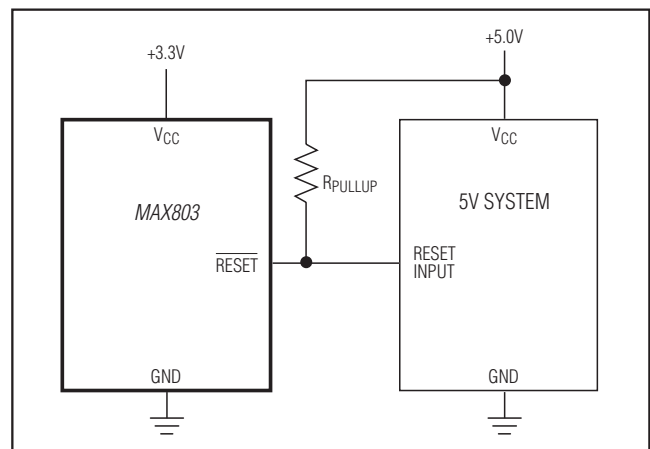 +3.3V
+5.0V
VCC
MAX803
RESET
GND
RPULLUP
VCC
5V SYSTEM
RESET
INPUT
GND